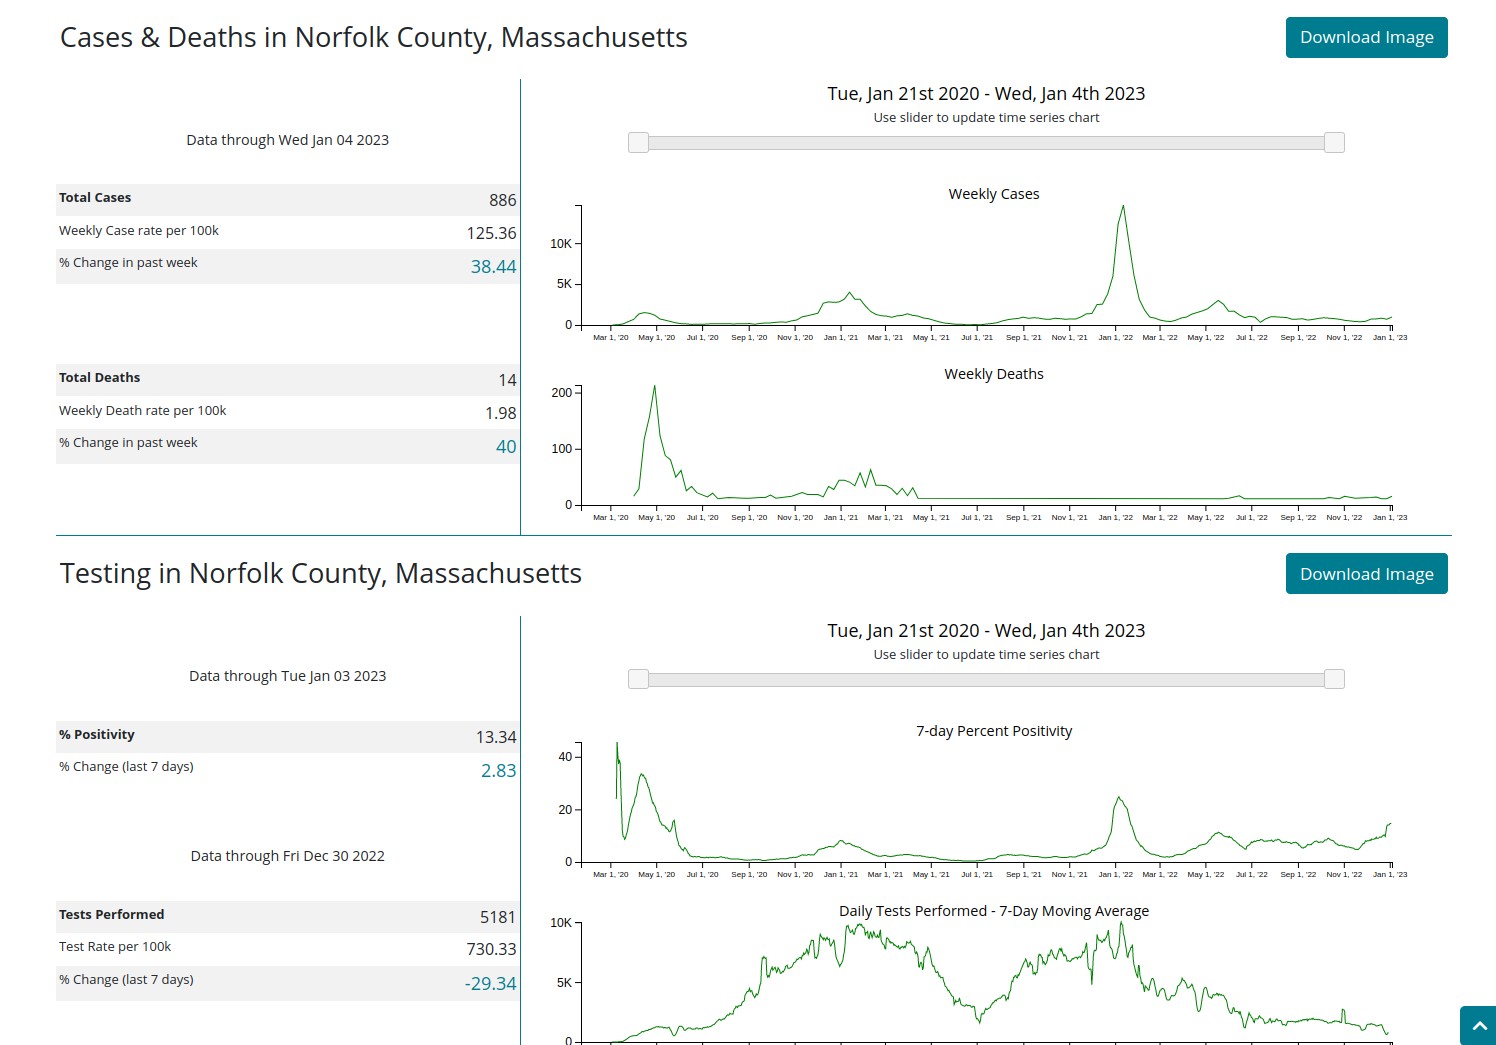 Cases & Deaths in Norfolk County, Massachusetts
Download Image
Data through Wed Jan 04 2023
Total Cases 886
Weekly Case rate per 100k 125.36
% Change in past week 38.44
Total Deaths 14
Weekly Death rate per 100k 1.98
% Change in past week 40
Tue, Jan 21st 2020 - Wed, Jan 4th 2023
Use slider to update time series chart
Weekly Cases
10K
5K
0
Mar 1, '20 May 1, '20 Jul 1, '20 Sep 1, '20 Nov 1, '20 Jan 1, '21 Mar 1, '21 May 1, '21 Jul 1, '21 Sep 1, '21 Nov 1, '21 Jan 1, '22 Mar 1, '22 May 1, '22 Jul 1, '22 Sep 1, '22 Nov 1, '22 Jan 1, '23
Weekly Deaths
200
100
0
Mar 1, '20 May 1, '20 Jul 1, '20 Sep 1, '20 Nov 1, '20 Jan 1, '21 Mar 1, '21 May 1, '21 Jul 1, '21 Sep 1, '21 Nov 1, '21 Jan 1, '22 Mar 1, '22 May 1, '22 Jul 1, '22 Sep 1, '22 Nov 1, '22 Jan 1, '23
Testing in Norfolk County, Massachusetts
Download Image
Data through Tue Jan 03 2023
% Positivity 13.34
% Change (last 7 days) 2.83
Data through Fri Dec 30 2022
Tests Performed 5181
Test Rate per 100k 730.33
% Change (last 7 days) -29.34
Tue, Jan 21st 2020 - Wed, Jan 4th 2023
Use slider to update time series chart
7-day Percent Positivity
40
20
0
Mar 1, '20 May 1, '20 Jul 1, '20 Sep 1, '20 Nov 1, '20 Jan 1, '21 Mar 1, '21 May 1, '21 Jul 1, '21 Sep 1, '21 Nov 1, '21 Jan 1, '22 Mar 1, '22 May 1, '22 Jul 1, '22 Sep 1, '22 Nov 1, '22 Jan 1, '23
Daily Tests Performed - 7-Day Moving Average
10K
5K
0